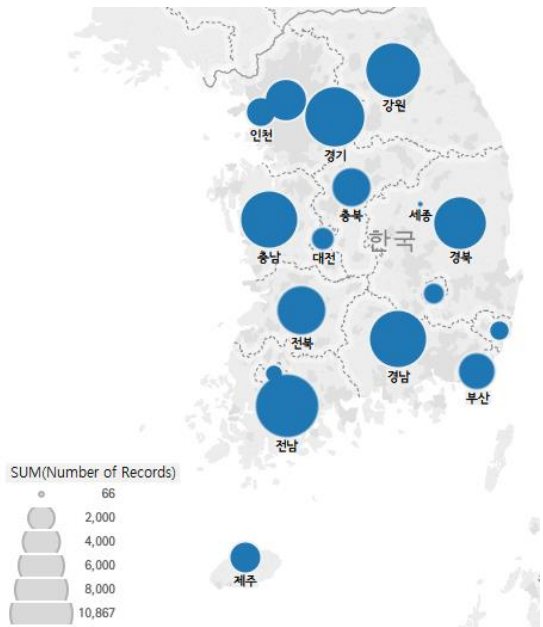 강원
인천
경기
충북
세종
한국
충남
대전
경북
전북
경남
부산
전남
SUM(Number of Records)
66
2,000
4,000
6,000
8,000
10,867
제주